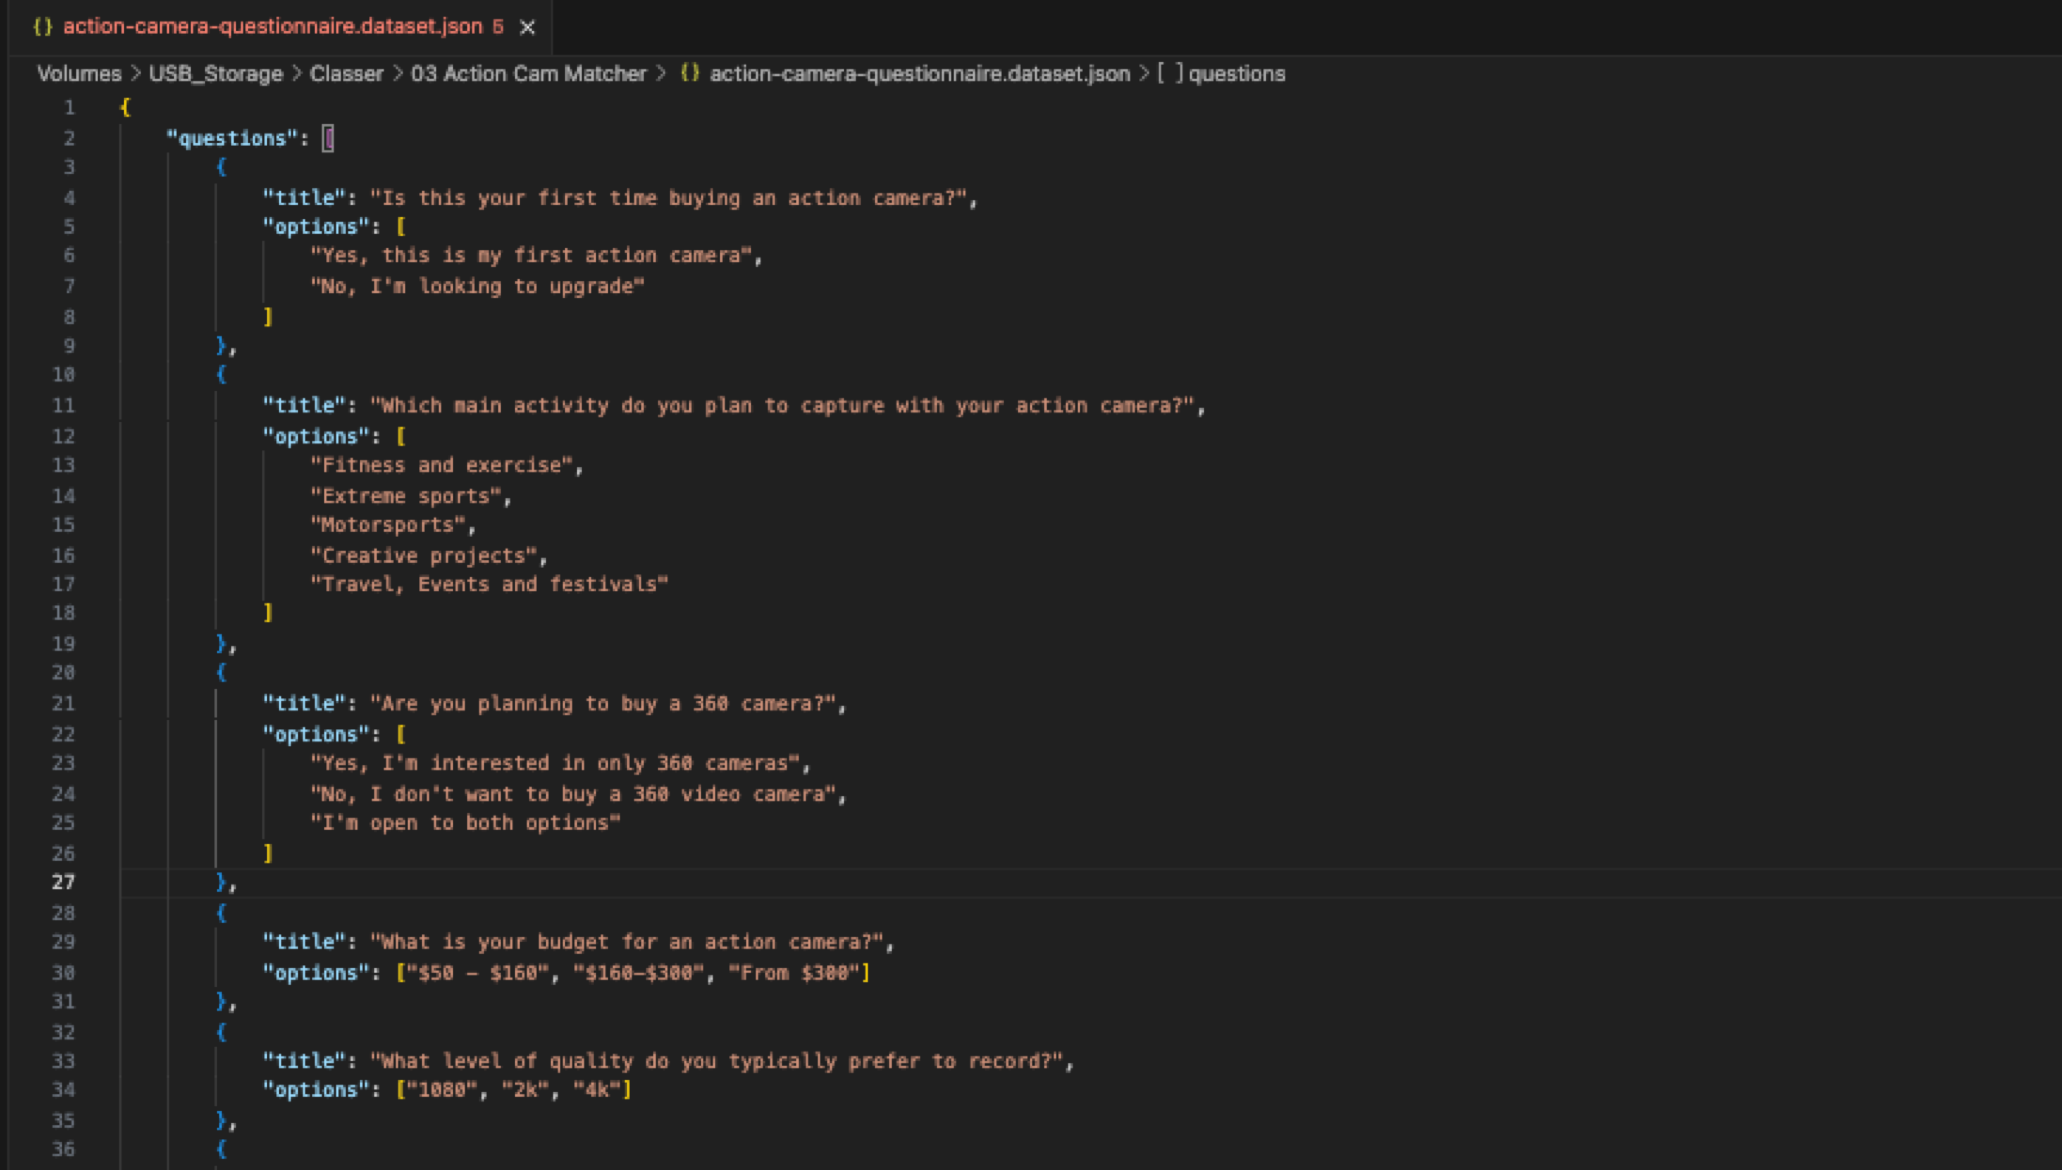 {} action-camera-questionnaire.dataset.json 5 ×
Volumes > USB_Storage > Classer > 03 Action Cam Matcher > {} action-camera-questionnaire.dataset.json > [ ] questions
1 {
2 "questions": [
3 {
4 "title": "Is this your first time buying an action camera?",
5 "options": [
6 "Yes, this is my first action camera",
7 "No, I'm looking to upgrade"
8 ]
9 },
10 {
11 "title": "Which main activity do you plan to capture with your action camera?",
12 "options": [
13 "Fitness and exercise",
14 "Extreme sports",
15 "Motorsports",
16 "Creative projects",
17 "Travel, Events and festivals"
18 ]
19 },
20 {
21 "title": "Are you planning to buy a 360 camera?",
22 "options": [
23 "Yes, I'm interested in only 360 cameras",
24 "No, I don't want to buy a 360 video camera",
25 "I'm open to both options"
26 ]
27 },
28 {
29 "title": "What is your budget for an action camera?",
30 "options": ["$50 – $160", "$160–$300", "From $300"]
31 },
32 {
33 "title": "What level of quality do you typically prefer to record?",
34 "options": ["1080", "2k", "4k"]
35 },
36 {